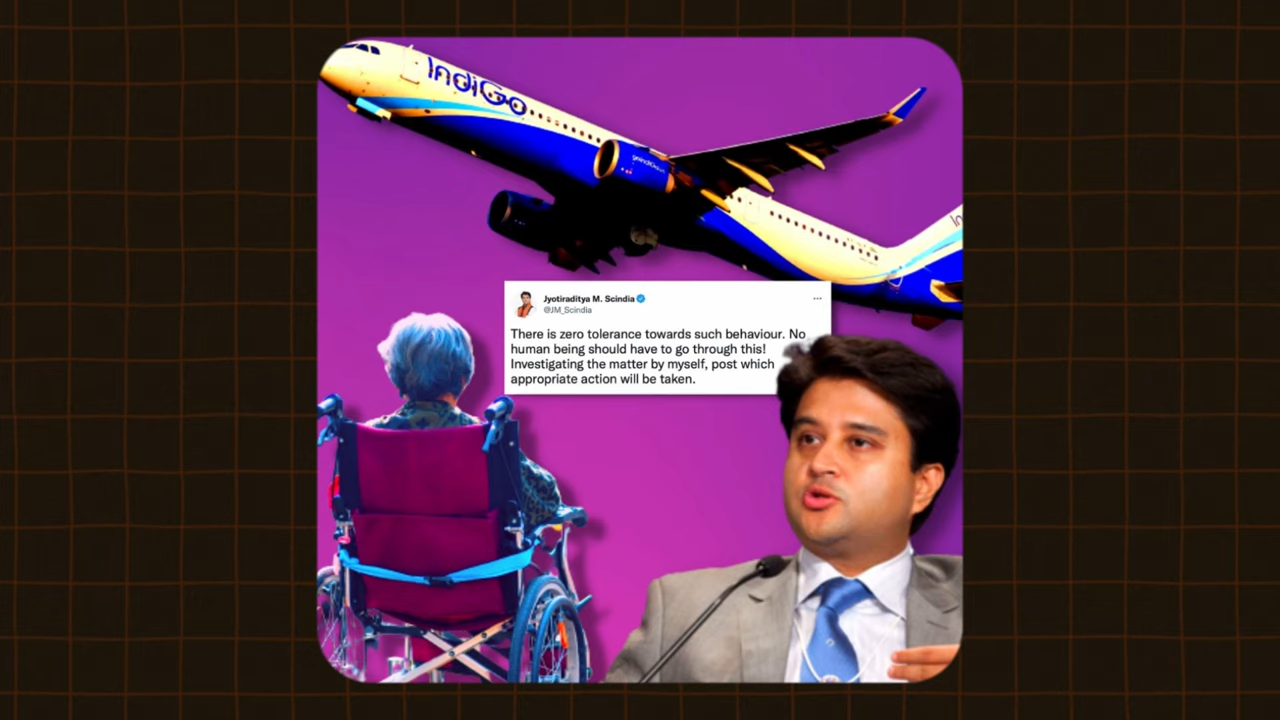 IndiGo
Jyotiraditya M. Scindia
@JM_Scindia
There is zero tolerance towards such behaviour. No
human being should have to go through this!
Investigating the matter by myself, post which
appropriate action will be taken.